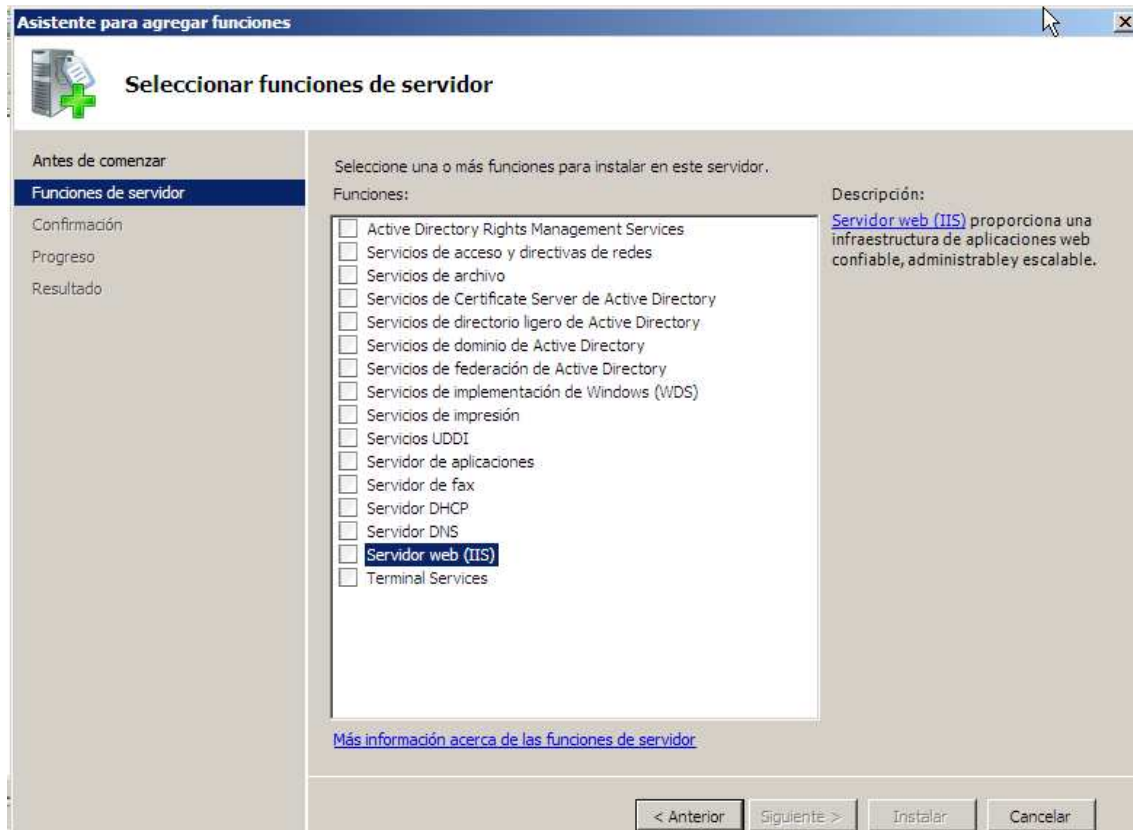 Asistente para agregar funciones
Seleccionar funciones de servidor
Antes de comenzar
Funciones de servidor
Confirmación
Progreso
Resultado
Seleccione una o más funciones para instalar en este servidor.
Funciones:
Active Directory Rights Management Services
Servicios de acceso y directivas de redes
Servicios de archivo
Servicios de Certificate Server de Active Directory
Servicios de directorio ligero de Active Directory
Servicios de dominio de Active Directory
Servicios de federación de Active Directory
Servicios de implementación de Windows (WDS)
Servicios de impresión
Servicios UDDI
Servidor de aplicaciones
Servidor de fax
Servidor DHCP
Servidor DNS
Servidor web (IIS)
Terminal Services
Más información acerca de las funciones de servidor
Descripción:
Servidor web (IIS) proporciona una
infraestructura de aplicaciones web
confiable, administrabley escalable.
< Anterior
Siguiente >
Instalar
Cancelar